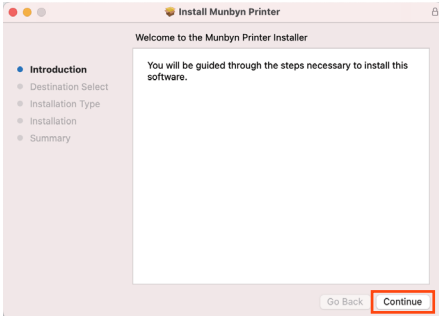 Install Munbyn Printer
Welcome to the Munbyn Printer Installer
Introduction
Destination Select
Installation Type
Installation
Summary
You will be guided through the steps necessary to install this
software.
Go Back
Continue